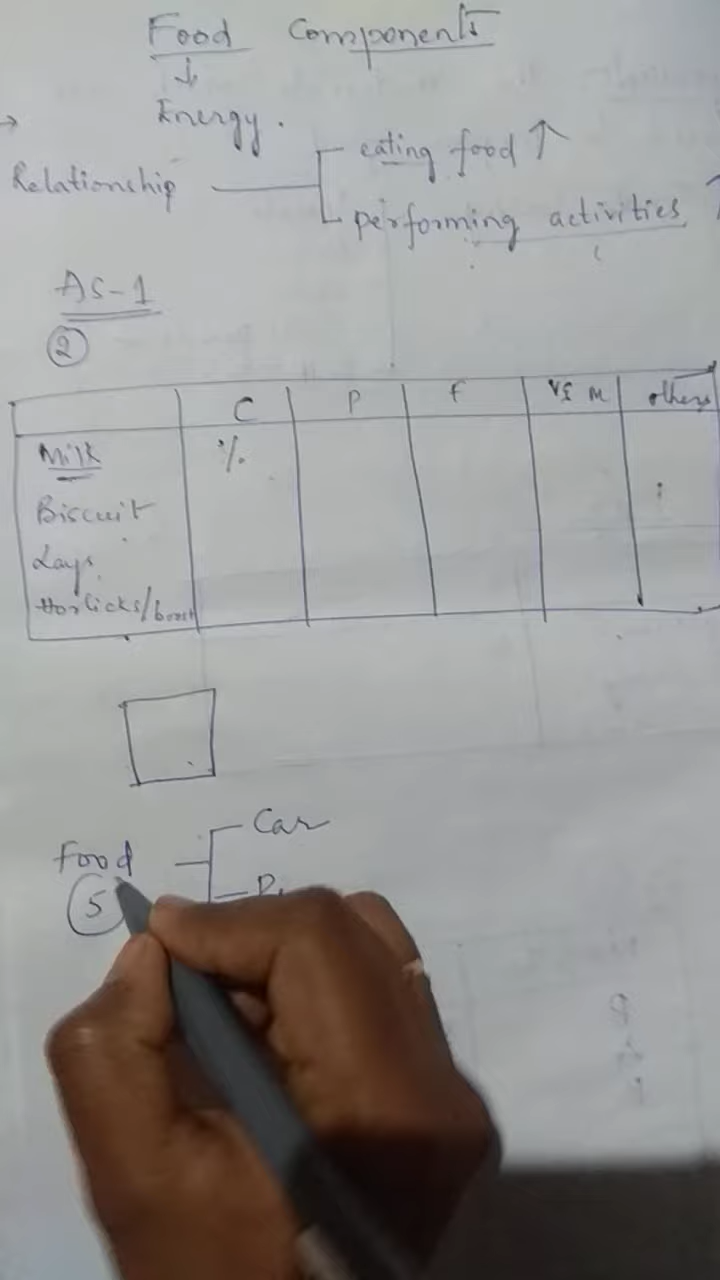 Food Components
↓
Energy.
→
Relationship
eating food ↑
performing activities ↑
AS-1
2
C P F V& M others
Milk %
Biscuit
Lays
Horlicks/boost
Car
Food
5